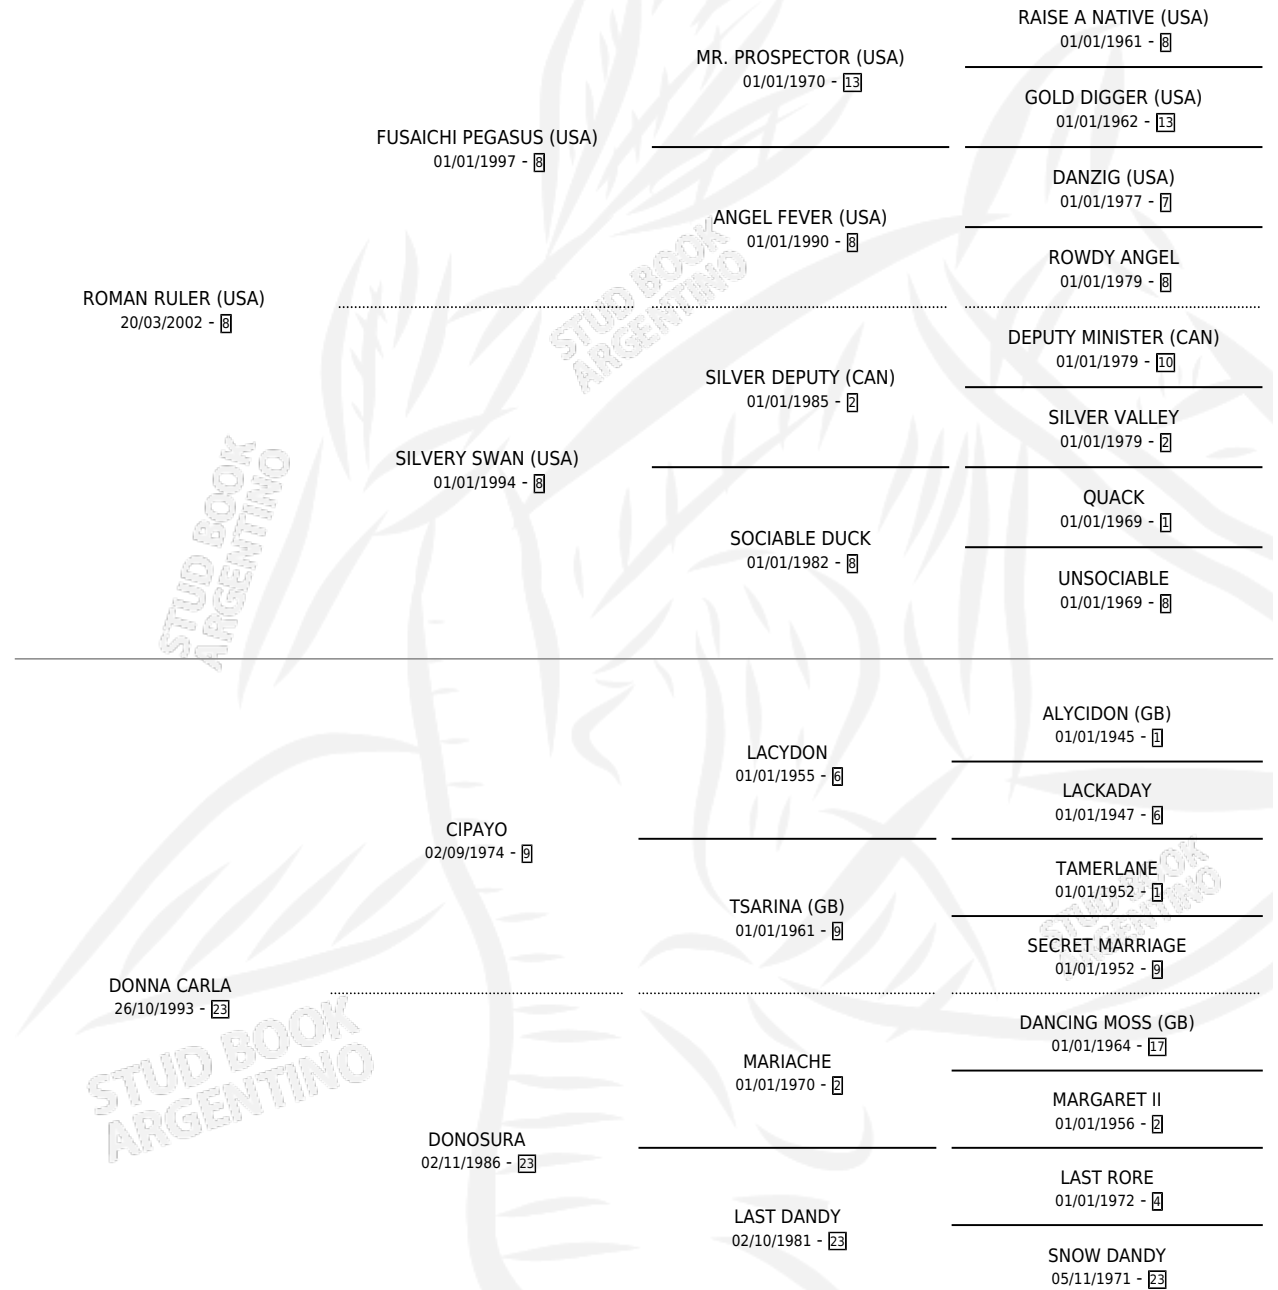 RAISE A NATIVE (USA)
01/01/1961 - 8
MR. PROSPECTOR (USA)
01/01/1970 - 13
GOLD DIGGER (USA)
01/01/1962 - 13
FUSAICHI PEGASUS (USA)
01/01/1997 - 8
DANZIG (USA)
01/01/1977 - 7
ANGEL FEVER (USA)
01/01/1990 - 8
ROWDY ANGEL
01/01/1979 - 8
ROMAN RULER (USA)
20/03/2002 - 8
DEPUTY MINISTER (CAN)
01/01/1979 - 10
SILVER DEPUTY (CAN)
01/01/1985 - 2
SILVER VALLEY
01/01/1979 - 2
SILVERY SWAN (USA)
01/01/1994 - 8
QUACK
01/01/1969 - 1
SOCIABLE DUCK
01/01/1982 - 8
UNSOCIABLE
01/01/1969 - 8
STUD BOOK
ARGENTINO
STUD BOOK
ARGENTINO
ALYCIDON (GB)
01/01/1945 - 1
LACYDON
01/01/1955 - 6
LACKADAY
01/01/1947 - 6
CIPAYO
02/09/1974 - 9
TAMERLANE
01/01/1952 - 1
TSARINA (GB)
01/01/1961 - 9
SECRET MARRIAGE
01/01/1952 - 9
DONNA CARLA
26/10/1993 - 23
DANCING MOSS (GB)
01/01/1964 - 17
MARIACHE
01/01/1970 - 2
MARGARET II
01/01/1956 - 2
DONOSURA
02/11/1986 - 23
LAST RORE
01/01/1972 - 4
LAST DANDY
02/10/1981 - 23
SNOW DANDY
05/11/1971 - 23
STUD BOOK
ARGENTINO
STUD BOOK
ARGENTINO